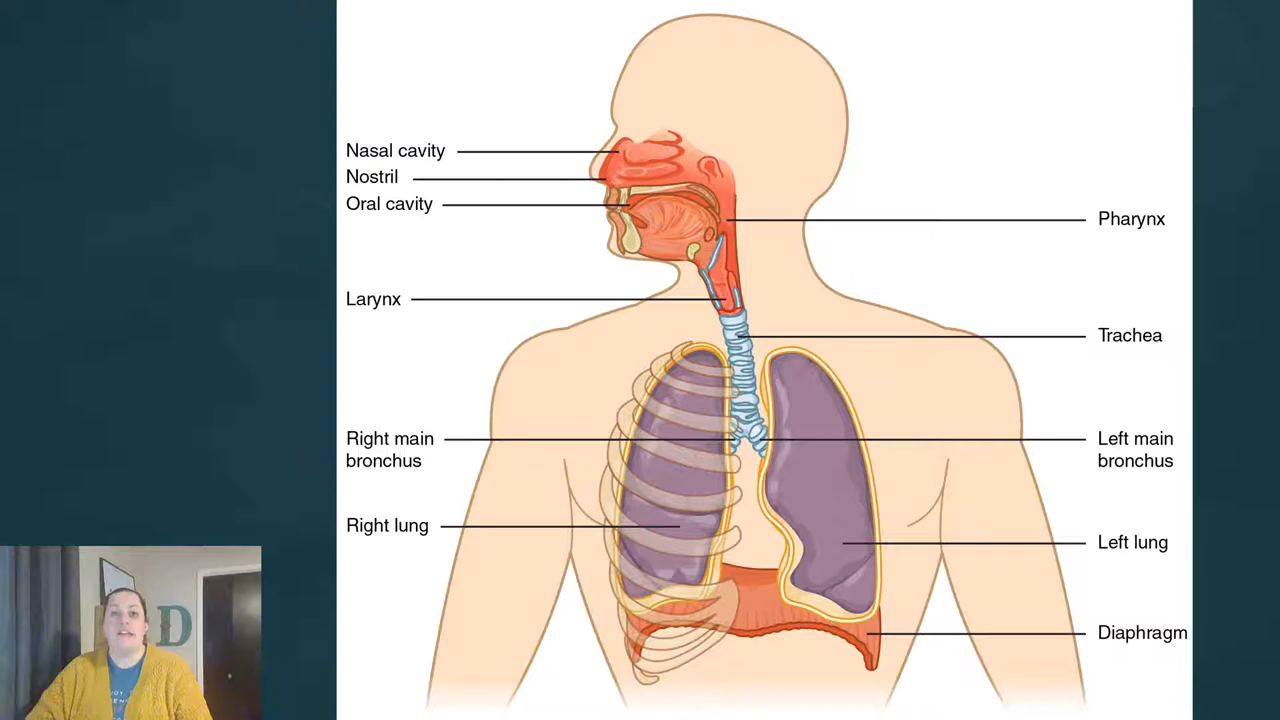 Nasal cavity
Nostril
Oral cavity
Pharynx
Larynx
Trachea
Right main
bronchus
Left main
bronchus
Right lung
Left lung
Diaphragm
D